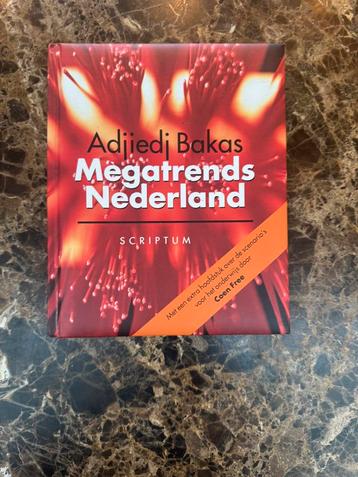 Adjiedj Bakas
Megatrends
Nederland
SCRIPTUM
Met een extra hoofdstuk over de scenario's
voor het onderwijs door
Coen Free